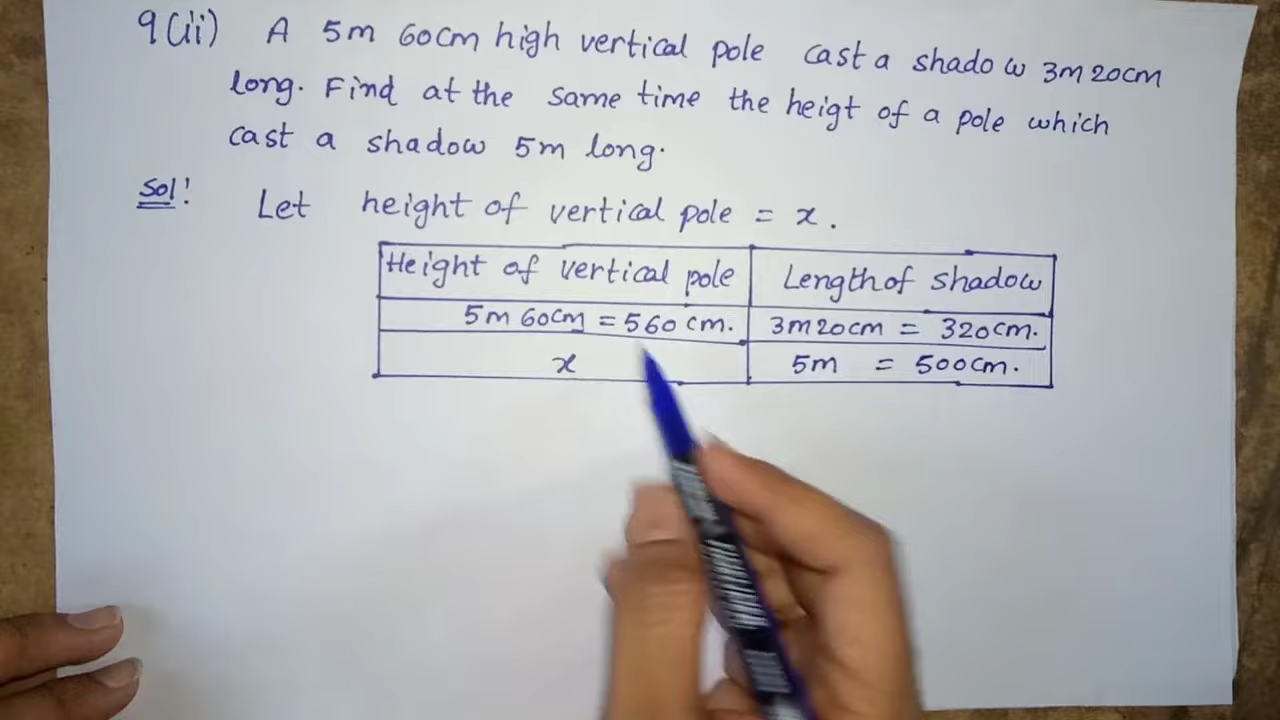 9(ii) A 5m 60cm high vertical pole cast a shadow 3m 20cm
long. Find at the same time the heigt of a pole which
cast a shadow 5m long.
Sol! Let height of vertical pole = x.
Height of vertical pole Length of shadow
5m 60cm = 560 cm. 3m20cm = 320cm.
x 5m = 500cm.